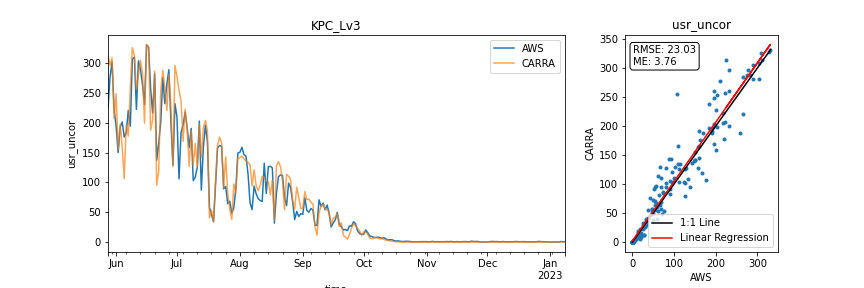 KPC_Lv3
usr_uncor
300
250
200
150
100
50
0
AWS
CARRA
Jun
Jul
Aug
Sep
Oct
Nov
Dec
Jan
2023
time
usr_uncor
CARRA
350
300
250
200
150
100
50
0
RMSE: 23.03
ME: 3.76
1:1 Line
Linear Regression
0
100
200
300
AWS